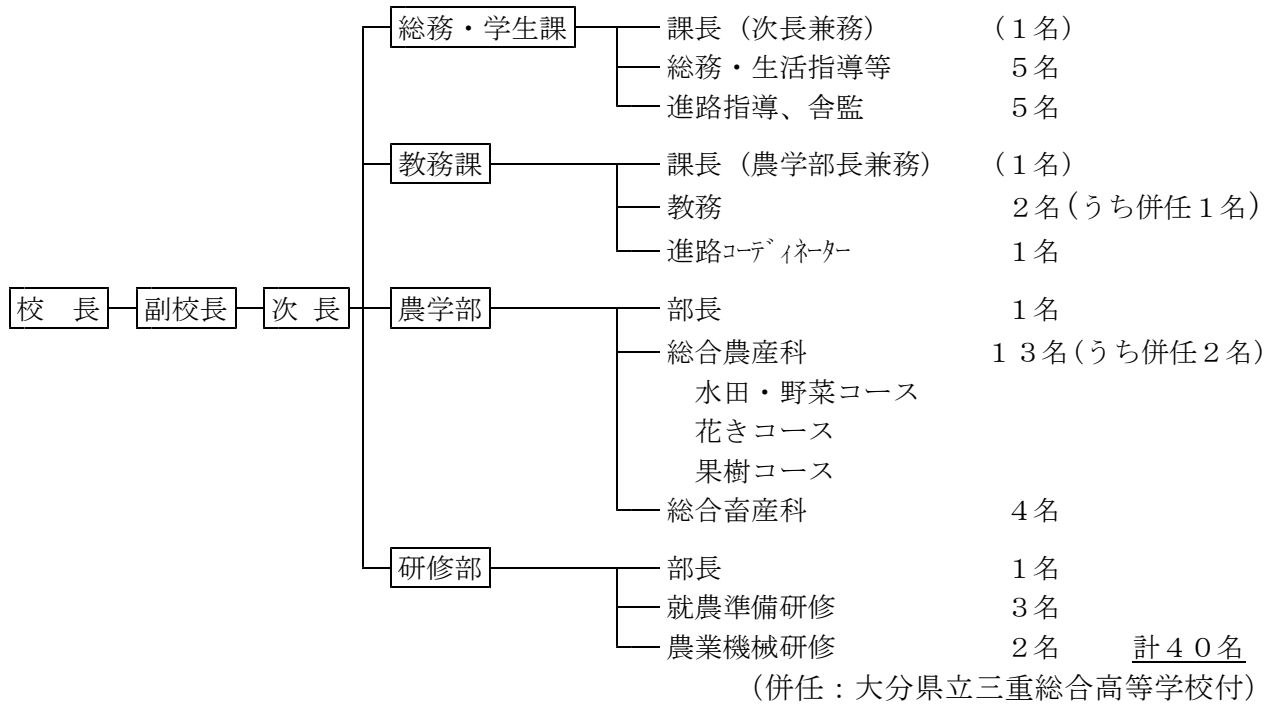 総務・学生課 課長（次長兼務） （１名）
総務・生活指導等 ５名
進路指導、舎監 ５名
教務課 課長（農学部長兼務） （１名）
教務 ２名(うち併任１名)
進路ｺｰﾃﾞｨﾈｰﾀｰ １名
校　長 副校長 次 長 農学部 部長 １名
総合農産科 １３名(うち併任２名)
水田・野菜コース
花きコース
果樹コース
総合畜産科 ４名
研修部 部長 １名
就農準備研修 ３名
農業機械研修 ２名 計４０名
（併任：大分県立三重総合高等学校付）